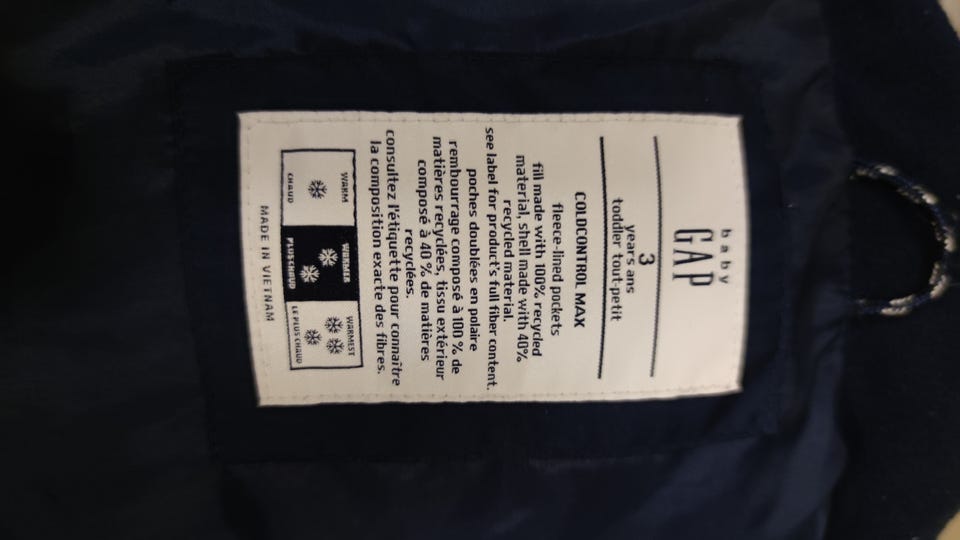 baby
GAP
3
years ans
toddler tout-petit
COLDCONTROL MAX
fleece-lined pockets
fill made with 100% recycled
material, shell made with 40%
recycled material.
see label for product's full fiber content.
poches doublées en polaire
rembourrage composé à 100 % de
matières recyclées, tissu extérieur
composé à 40 % de matières
recyclées.
consultez l'étiquette pour connaître
la composition exacte des fibres.
WARM WARMER WARMEST
CHAUD PLUS CHAUD LE PLUS CHAUD
MADE IN VIETNAM